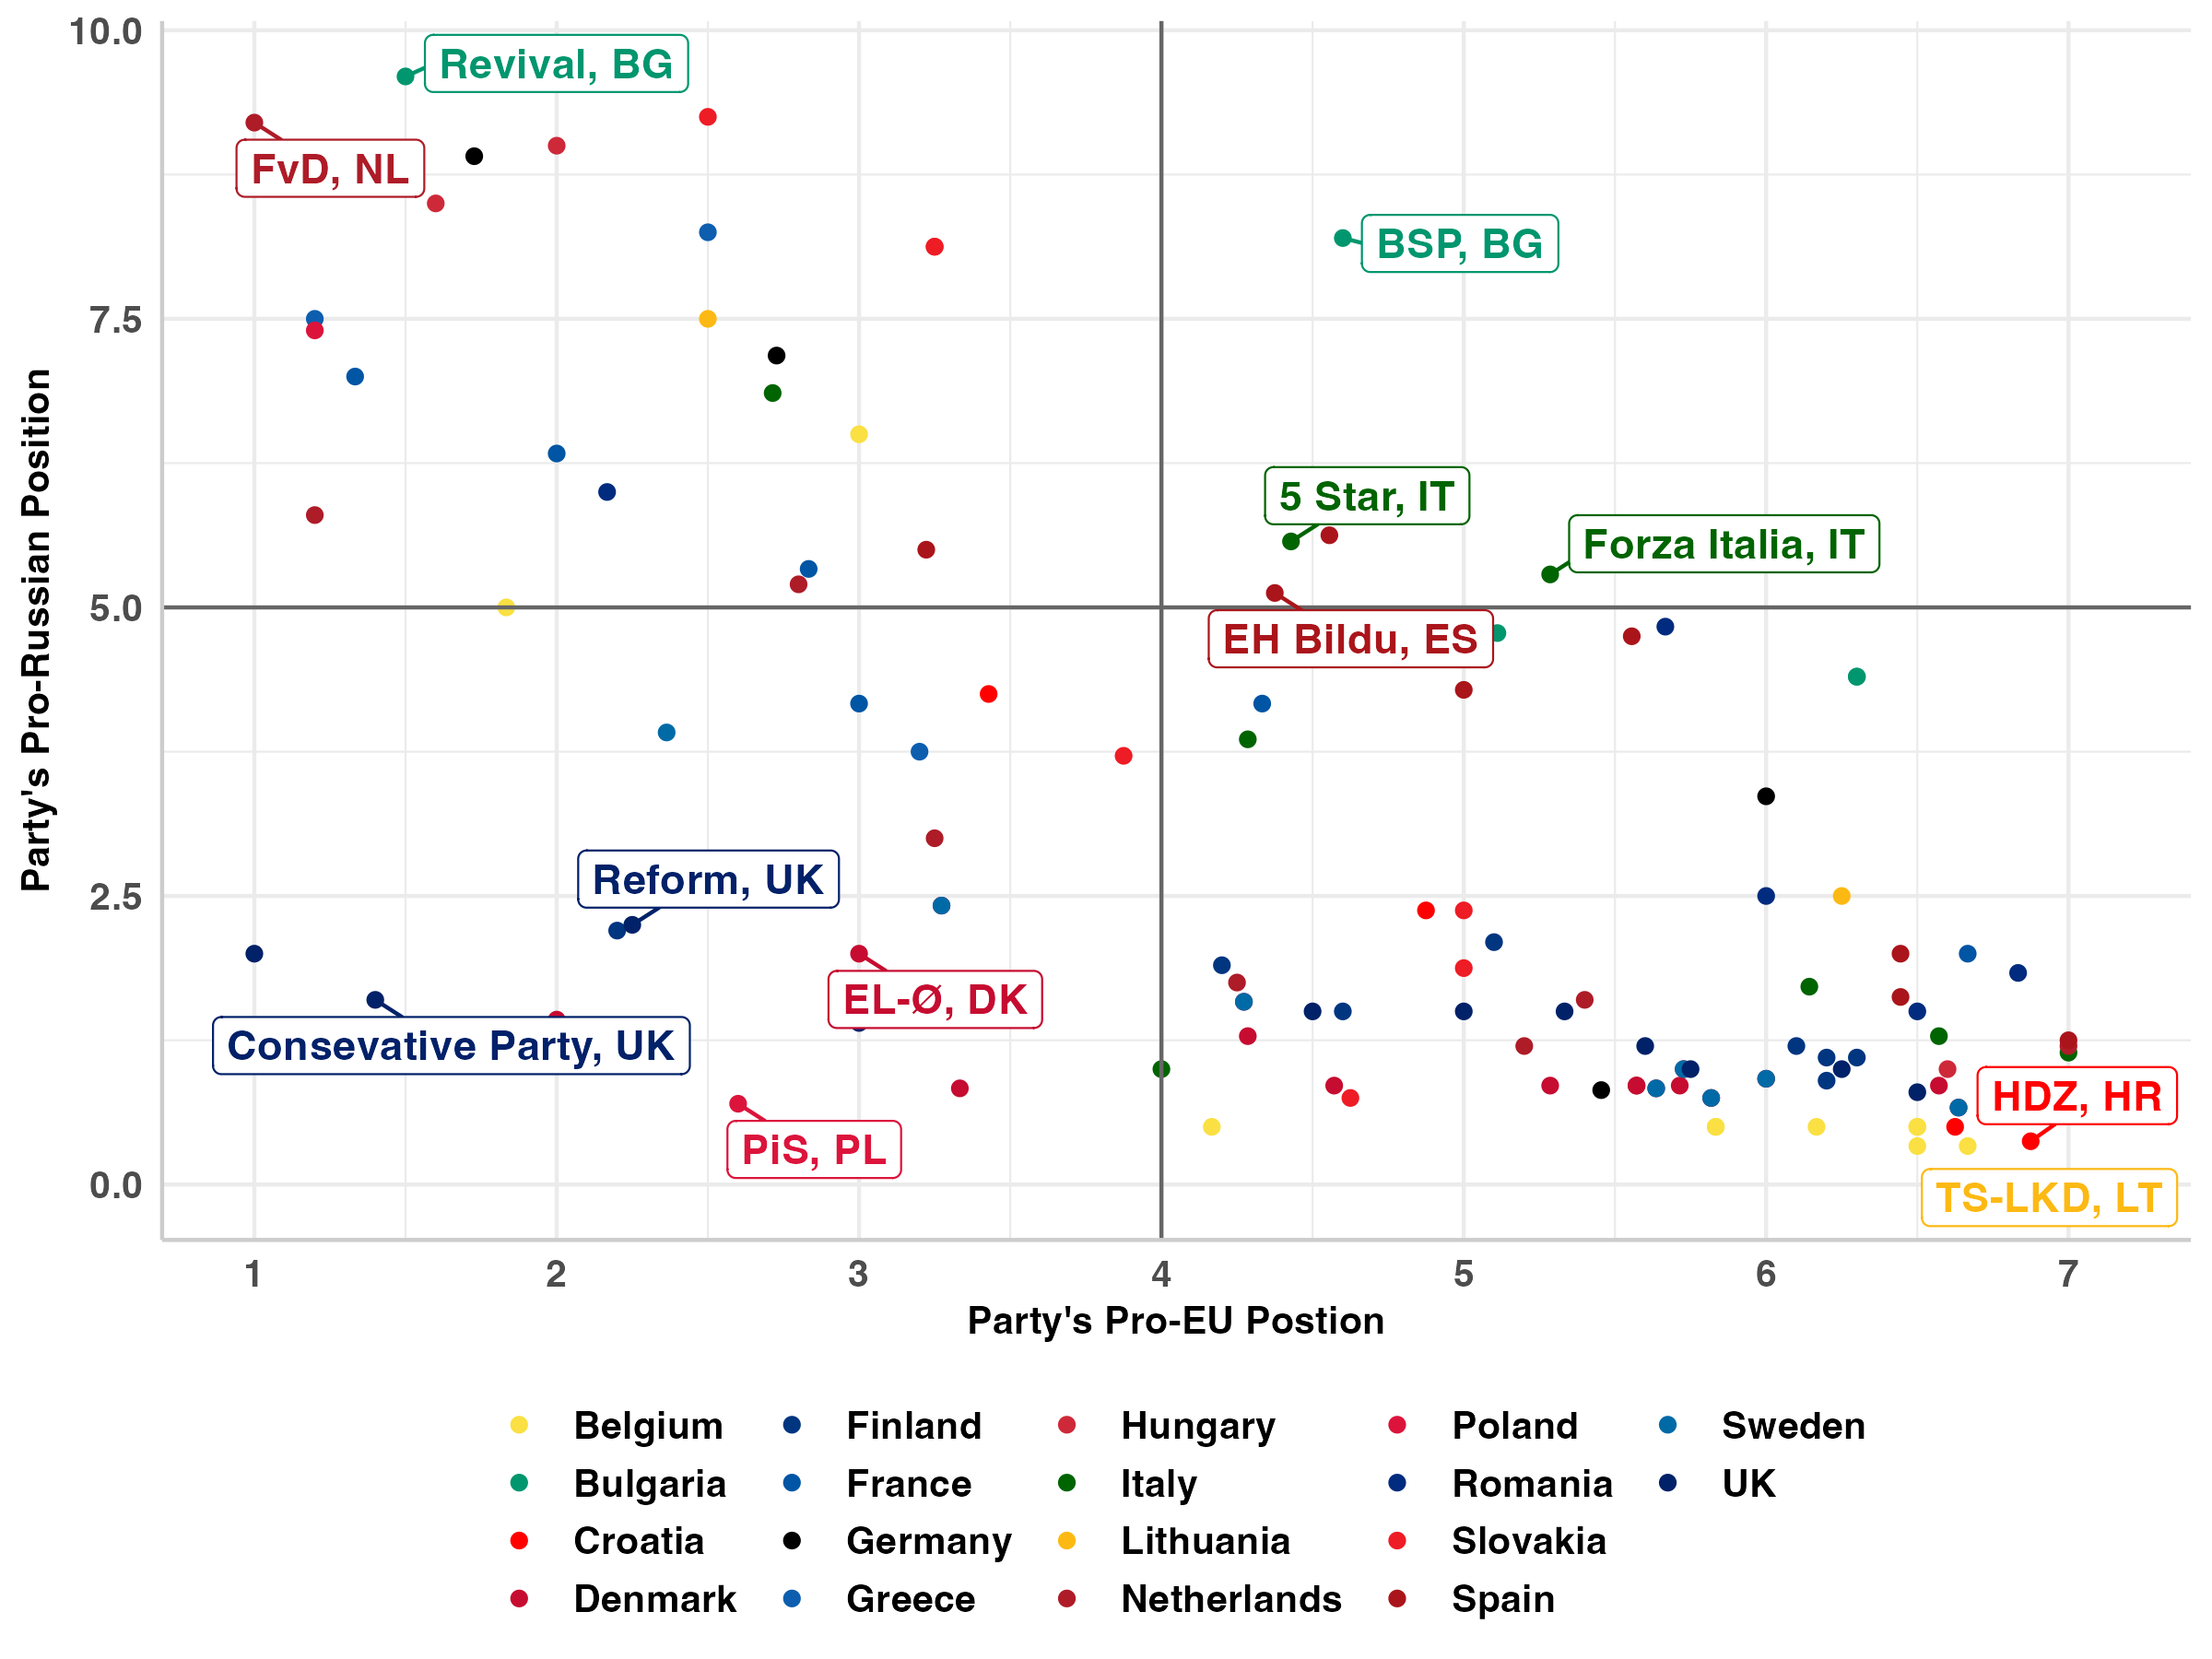 10.0
7.5
5.0
2.5
0.0
Party's Pro-Russian Position
Revival, BG
FvD, NL
BSP, BG
5 Star, IT
Forza Italia, IT
EH Bildu, ES
Reform, UK
EL-Ø, DK
Consevative Party, UK
PiS, PL
HDZ, HR
TS-LKD, LT
1 2 3 4 5 6 7
Party's Pro-EU Postion
Belgium Finland Hungary Poland Sweden
Bulgaria France Italy Romania UK
Croatia Germany Lithuania Slovakia
Denmark Greece Netherlands Spain